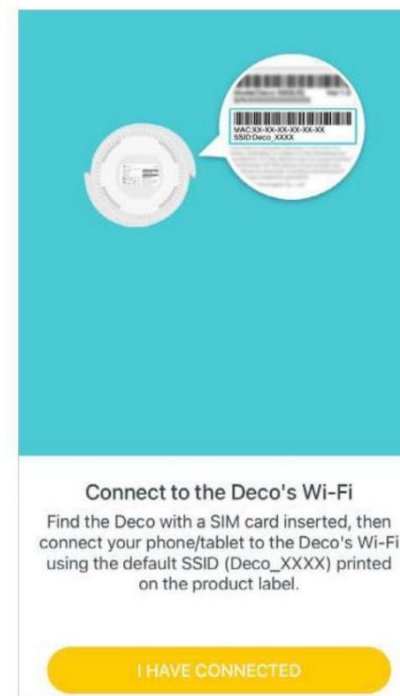 MAC:XX-XX-XX-XX-XX-XX
SSID:Deco_XXXX
Connect to the Deco's Wi-Fi
Find the Deco with a SIM card inserted, then
connect your phone/tablet to the Deco's Wi-Fi
using the default SSID (Deco_XXXX) printed
on the product label.
I HAVE CONNECTED